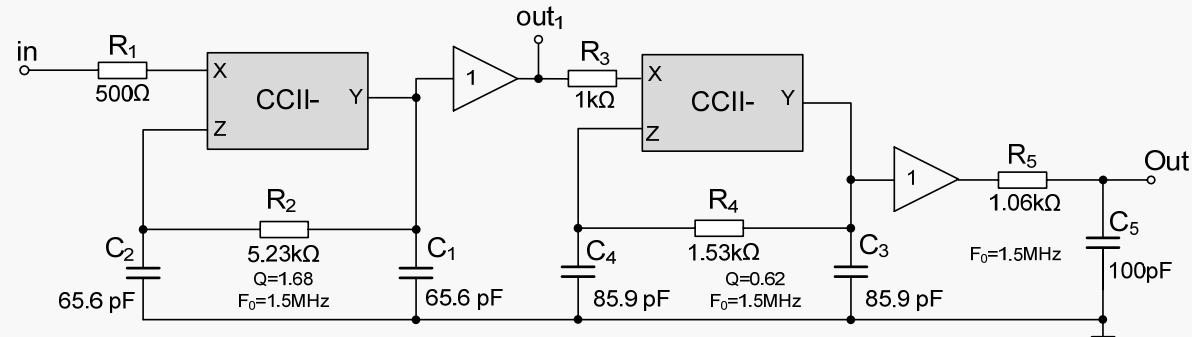 in
R1
500Ω
X
CCII-
Y
Z
1
out1
R3
1kΩ
X
CCII-
Y
Z
1
R5
1.06kΩ
Out
R2
5.23kΩ
Q=1.68
F0=1.5MHz
C2
65.6 pF
C1
65.6 pF
R4
1.53kΩ
Q=0.62
F0=1.5MHz
C4
85.9 pF
C3
85.9 pF
F0=1.5MHz
C5
100pF